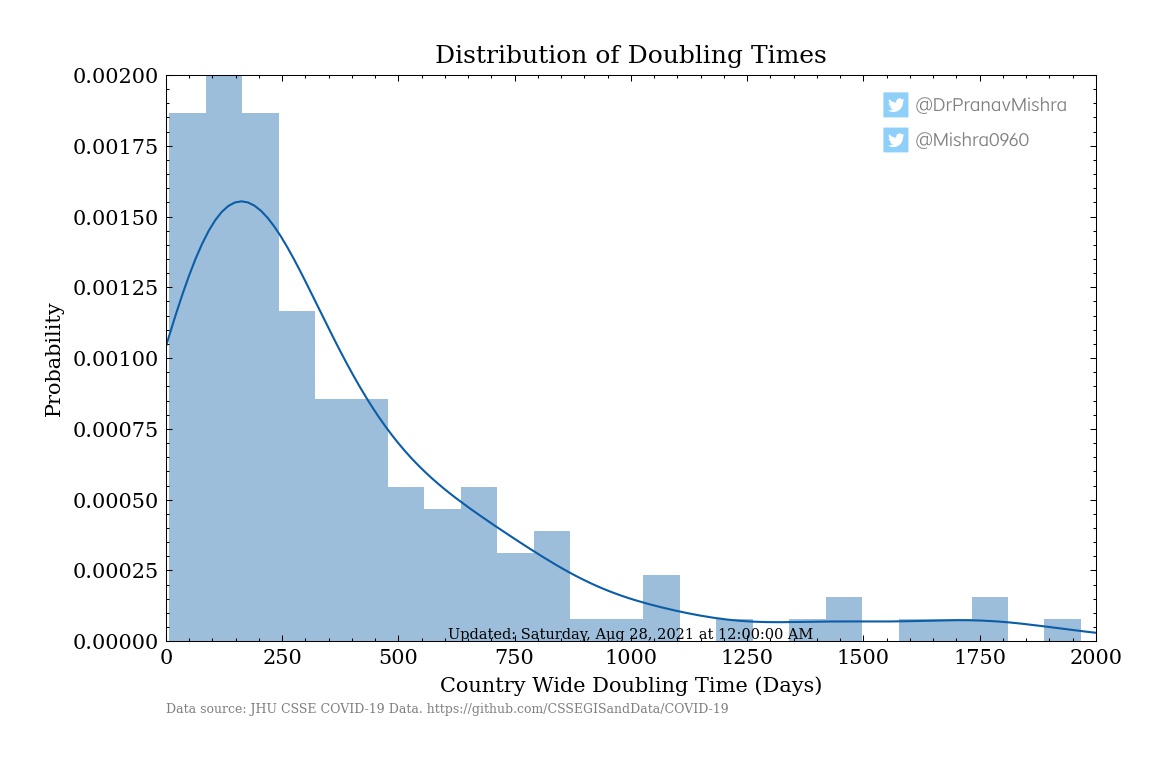 Distribution of Doubling Times
0.00200
0.00175
0.00150
0.00125
0.00100
0.00075
0.00050
0.00025
0.00000
Probability
@DrPranavMishra
@Mishra0960
Updated: Saturday, Aug 28, 2021 at 12:00:00 AM
0 250 500 750 1000 1250 1500 1750 2000
Country Wide Doubling Time (Days)
Data source: JHU CSSE COVID-19 Data. https://github.com/CSSEGISandData/COVID-19